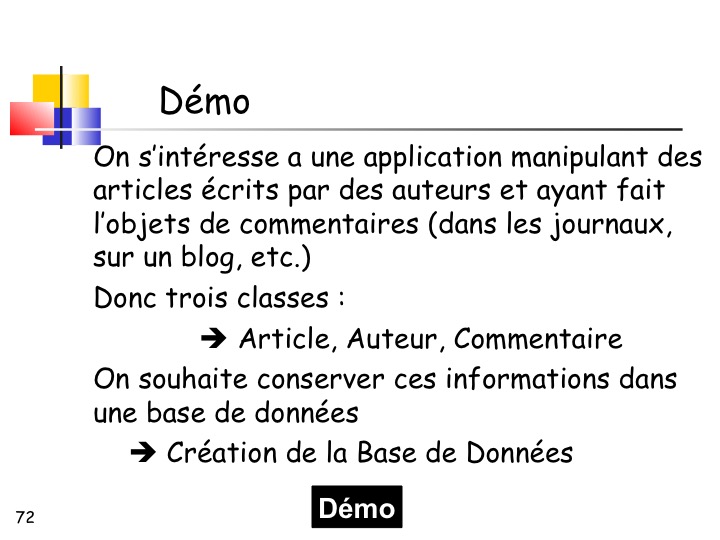 Démo
On s’intéresse a une application manipulant des
articles écrits par des auteurs et ayant fait
l’objets de commentaires (dans les journaux,
sur un blog, etc.)
Donc trois classes :
➔ Article, Auteur, Commentaire
On souhaite conserver ces informations dans
une base de données
➔ Création de la Base de Données
Démo
72